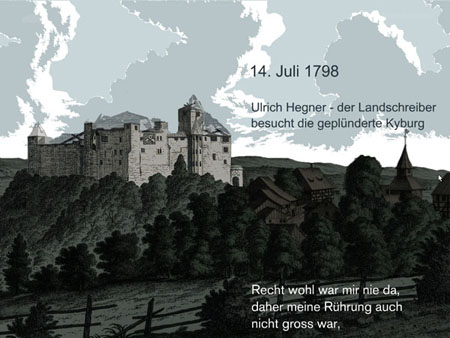 14. Juli 1798
Ulrich Hegner - der Landschreiber
besucht die geplünderte Kyburg
Recht wohl war mir nie da,
daher meine Rührung auch
nicht gross war,